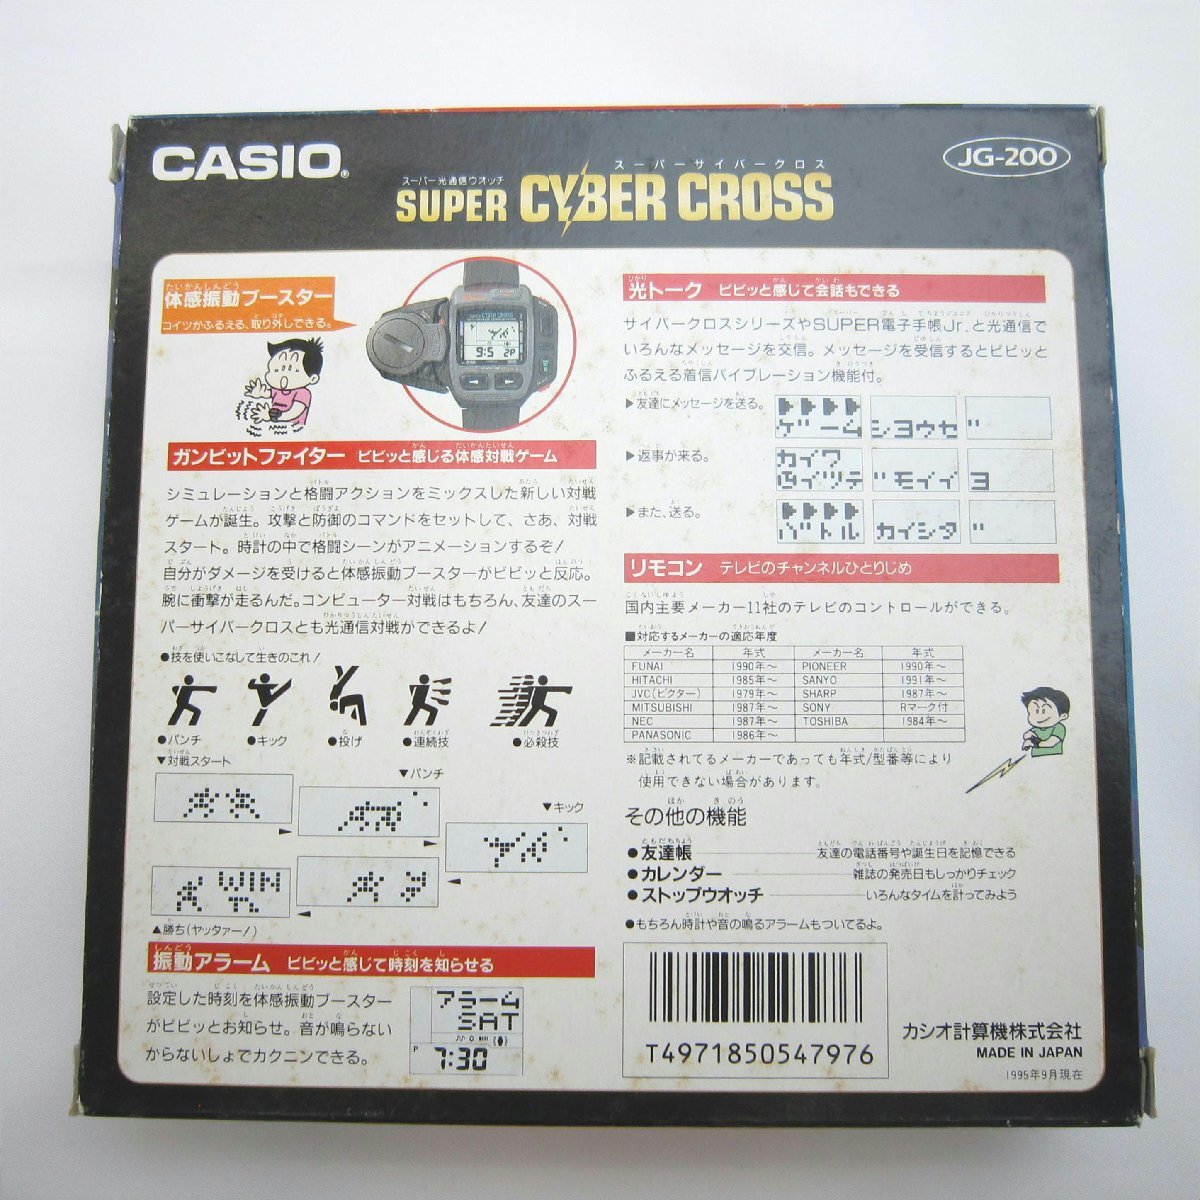 CASIO®
スーパー光通信ウオッチ
スーパーサイバークロス
SUPER CYBER CROSS
JG-200
体感振動ブースター
コイツがふるえる、取り外しできる。
9:5 2P
ガンビットファイター ビビッと感じる体感対戦ゲーム
シミュレーションと格闘アクションをミックスした新しい対戦
ゲームが誕生。攻撃と防御のコマンドをセットして、さあ、対戦
スタート。時計の中で格闘シーンがアニメーションするぞ!
自分がダメージを受けると体感振動ブースターがビビッと反応。
腕に衝撃が走るんだ。コンピューター対戦はもちろん、友達のスー
パーサイバークロスとも光通信対戦ができるよ!
●技を使いこなして生きのこれ!
●パンチ ●キック ●投げ ●連続技 ●必殺技
▼対戦スタート
▼パンチ
▼キック
WIN
▲勝ち(ヤッタァー!)
振動アラーム ビビッと感じて時刻を知らせる
設定した時刻を体感振動ブースター
がビビッとお知らせ。音が鳴らない
からないしょでカクニンできる。
アラーム
SAT
P 7:30
光トーク ビビッと感じて会話もできる
サイバークロスシリーズやSUPER電子手帳Jr.と光通信で
いろんなメッセージを交信。メッセージを受信するとビビッと
ふるえる着信バイブレーション機能付。
▶友達にメッセージを送る。
ゲーム ショウセ゛
▶返事が来る。
カイワ
ゲーム シヨウセ ゛
▶また、送る。
バトル カイシタ ゛
リモコン テレビのチャンネルひとりじめ
国内主要メーカー11社のテレビのコントロールができる。
■対応するメーカーの適応年度
メーカー名 年式 メーカー名 年式
FUNAI 1990年〜 PIONEER 1990年〜
HITACHI 1985年〜 SANYO 1991年〜
JVC(ビクター) 1979年〜 SHARP 1987年〜
MITSUBISHI 1987年〜 SONY Rマーク付
NEC 1987年〜 TOSHIBA 1984年〜
PANASONIC 1986年〜
※記載されてるメーカーであっても年式/型番等により
使用できない場合があります。
その他の機能
●友達帳 友達の電話番号や誕生日を記憶できる
●カレンダー 雑誌の発売日もしっかりチェック
●ストップウオッチ いろんなタイムを計ってみよう
●もちろん時計や音の鳴るアラームもついてるよ。
T4971850547976
カシオ計算機株式会社
MADE IN JAPAN
1995年9月現在